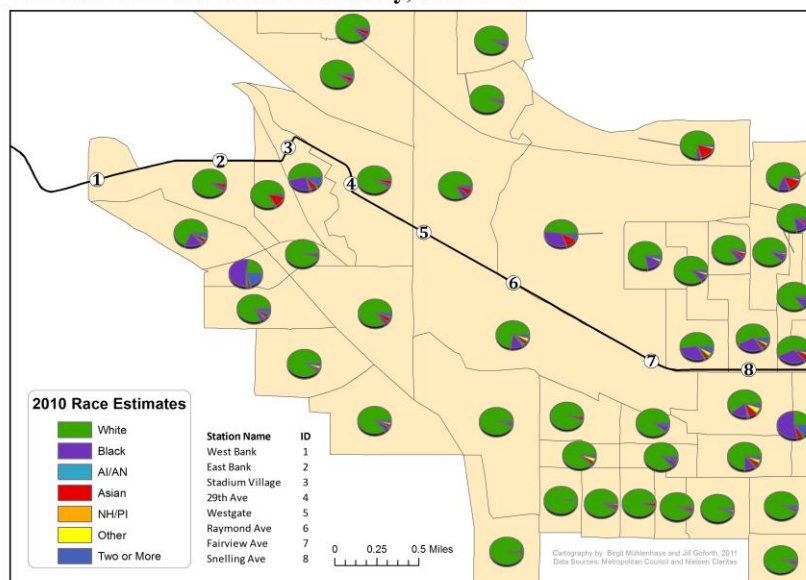 1
2
3
4
5
6
7
8
2010 Race Estimates
White
Black
AI/AN
Asian
NH/PI
Other
Two or More
Station Name ID
West Bank 1
East Bank 2
Stadium Village 3
29th Ave 4
Westgate 5
Raymond Ave 6
Fairview Ave 7
Snelling Ave 8
0 0.25 0.5 Miles
Cartography by: Birgit Mühlenhaus and Jill Goforth, 2011
Data Sources: Metropolitan Council and Nielsen Claritas